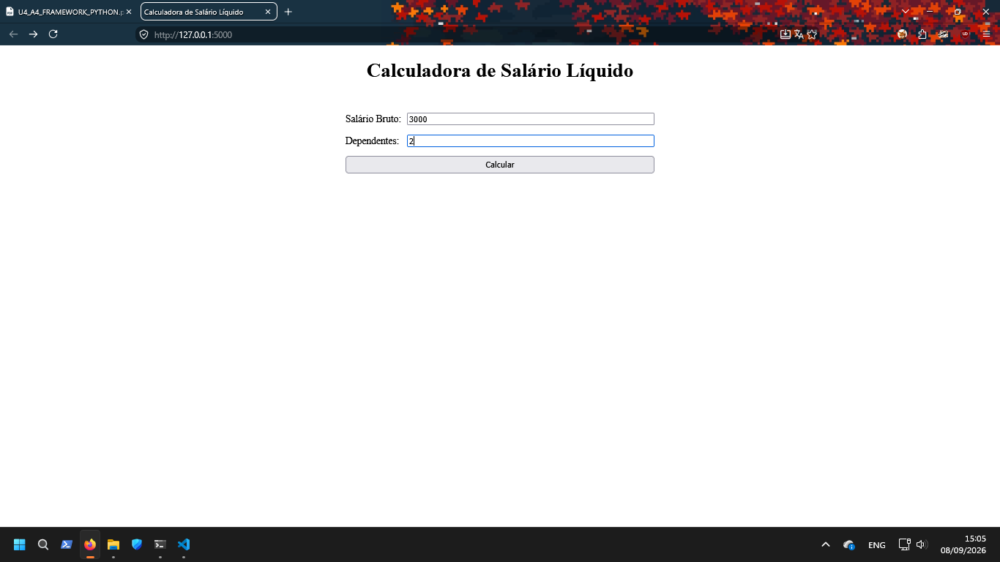 U4_A4_FRAMEWORK_PYTHON.p
Calculadora de Salário Líquido
http://127.0.0.1:5000
Calculadora de Salário Líquido
Salário Bruto: 3000
Dependentes: 2
Calcular
ENG
15:05
08/09/2026